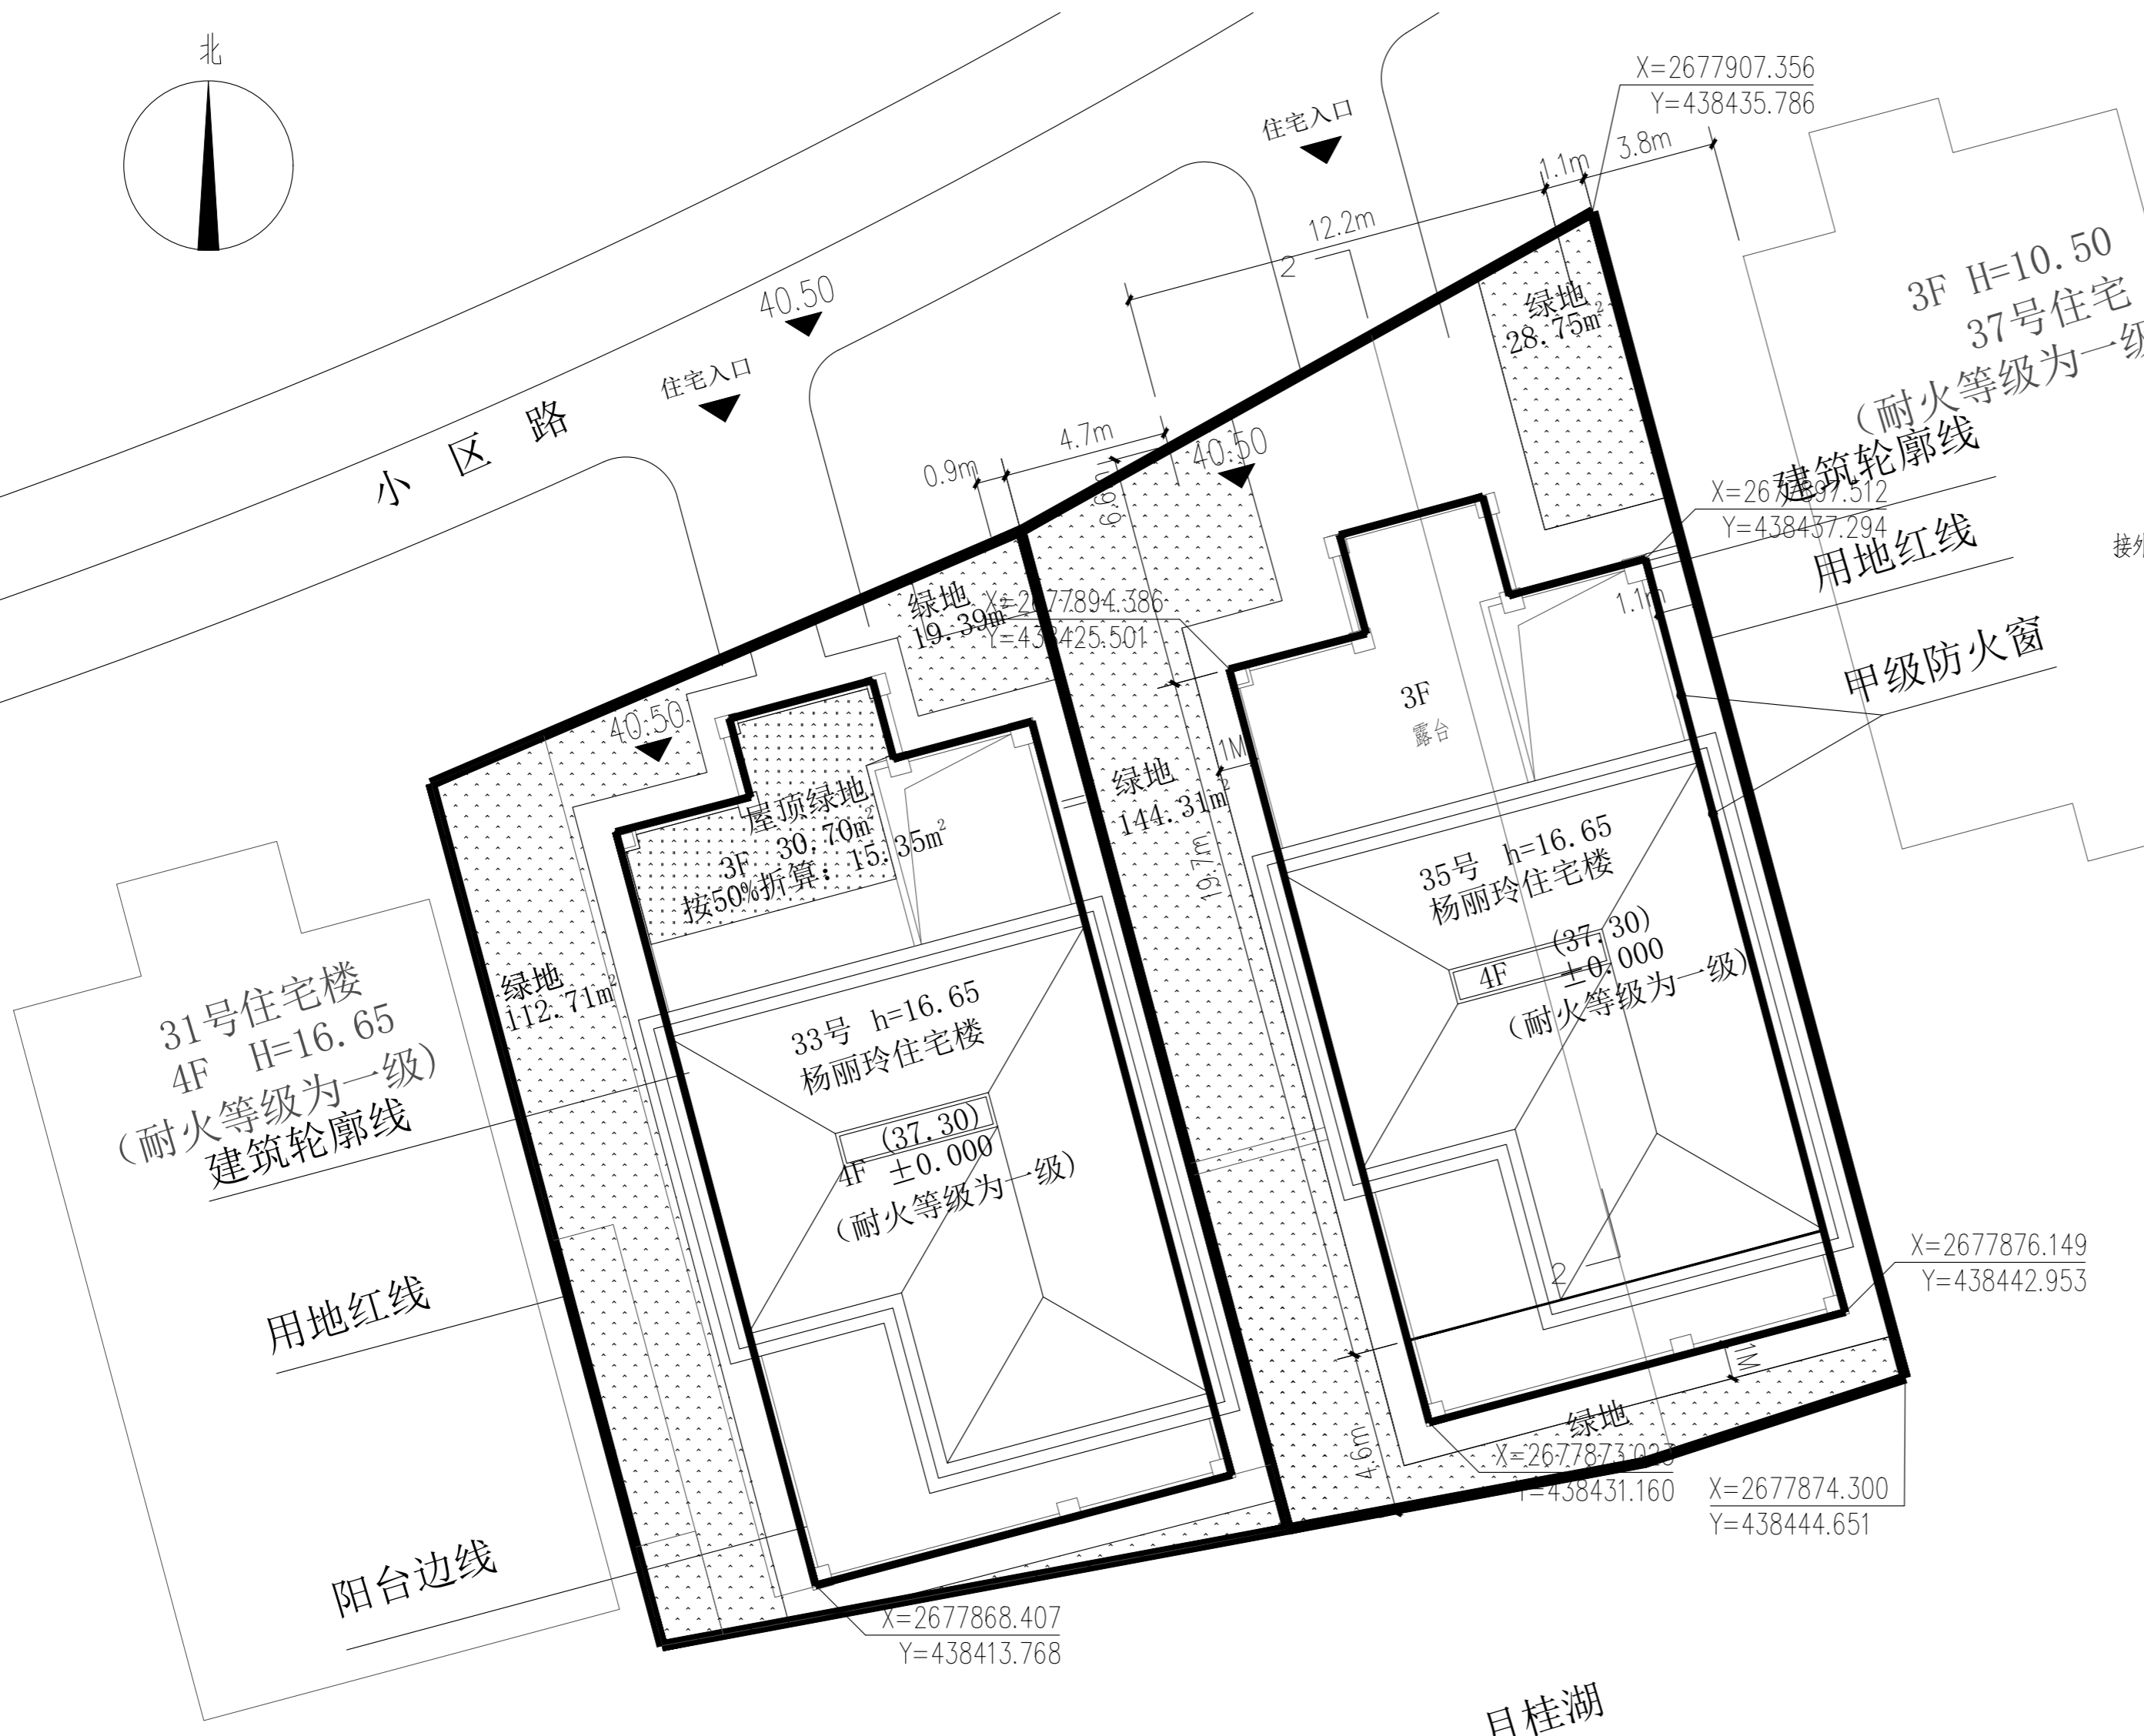 北
X=2677907.356
Y=438435.786
住宅入口
3.8m
1.1m
12.2m
2
40.50
住宅入口
小区路
绿地
28.75m²
3F H=10.50
37号住宅
（耐火等级为一级
建筑轮廓线
X=2677897.512
Y=438437.294
用地红线
接外
甲级防火窗
1.1m
0.9m
4.7m
40.50
6.6m
绿地
19.39m²
X=2677894.386
Y=438425.501
40.50
3F
露台
1M
绿地
144.31m²
19.7m
屋顶绿地
3F 30.70m²
按50%折算：15.35m²
35号 h=16.65
杨丽玲住宅楼
(37.30)
4F ±0.000
（耐火等级为一级）
31号住宅楼
4F H=16.65
（耐火等级为一级）
建筑轮廓线
绿地
112.71m²
33号 h=16.65
杨丽玲住宅楼
(37.30)
4F ±0.000
（耐火等级为一级）
用地红线
2
X=2677876.149
Y=438442.953
1M
绿地
4.6m
X=2677873.023
Y=438431.160
X=2677874.300
Y=438444.651
阳台边线
X=2677868.407
Y=438413.768
桂湖